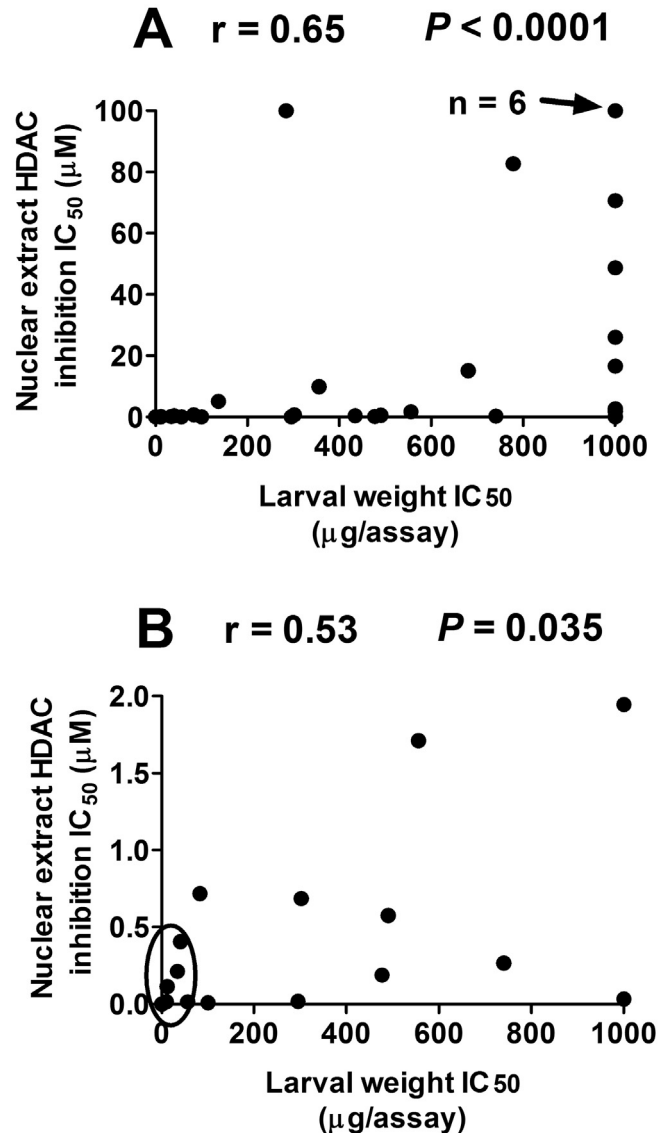 A r = 0.65 P < 0.0001
n = 6
100
80
60
40
20
0
Nuclear extract HDAC
inhibition IC50 (μM)
0 200 400 600 800 1000
Larval weight IC50
(μg/assay)
B r = 0.53 P = 0.035
2.0
1.5
1.0
0.5
0.0
Nuclear extract HDAC
inhibition IC50 (μM)
0 200 400 600 800 1000
Larval weight IC50
(μg/assay)